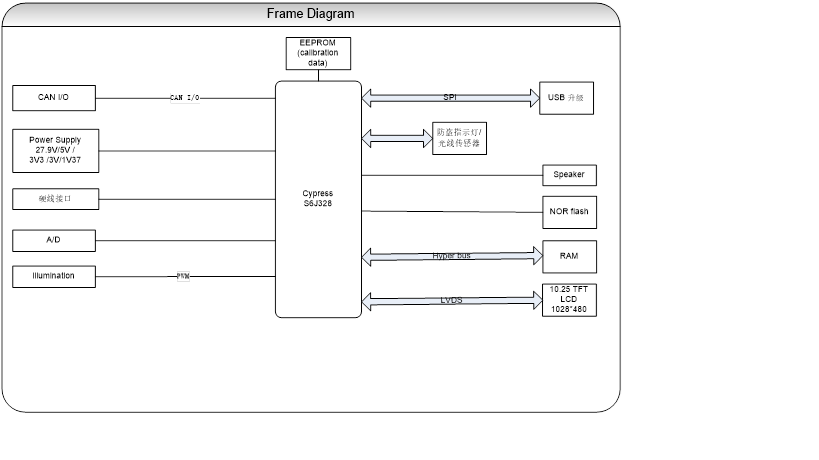 Frame Diagram
EEPROM
(calibration
data)
CAN I/O
CAN I/O
SPI
USB 升级
Power Supply
27.9V/5V /
3V3 /3V/1V37
防盗指示灯/
光线传感器
Cypress
S6J328
Speaker
硬线接口
NOR flash
A/D
Hyper bus
RAM
Illumination
PWM
LVDS
10.25 TFT
LCD
1028*480